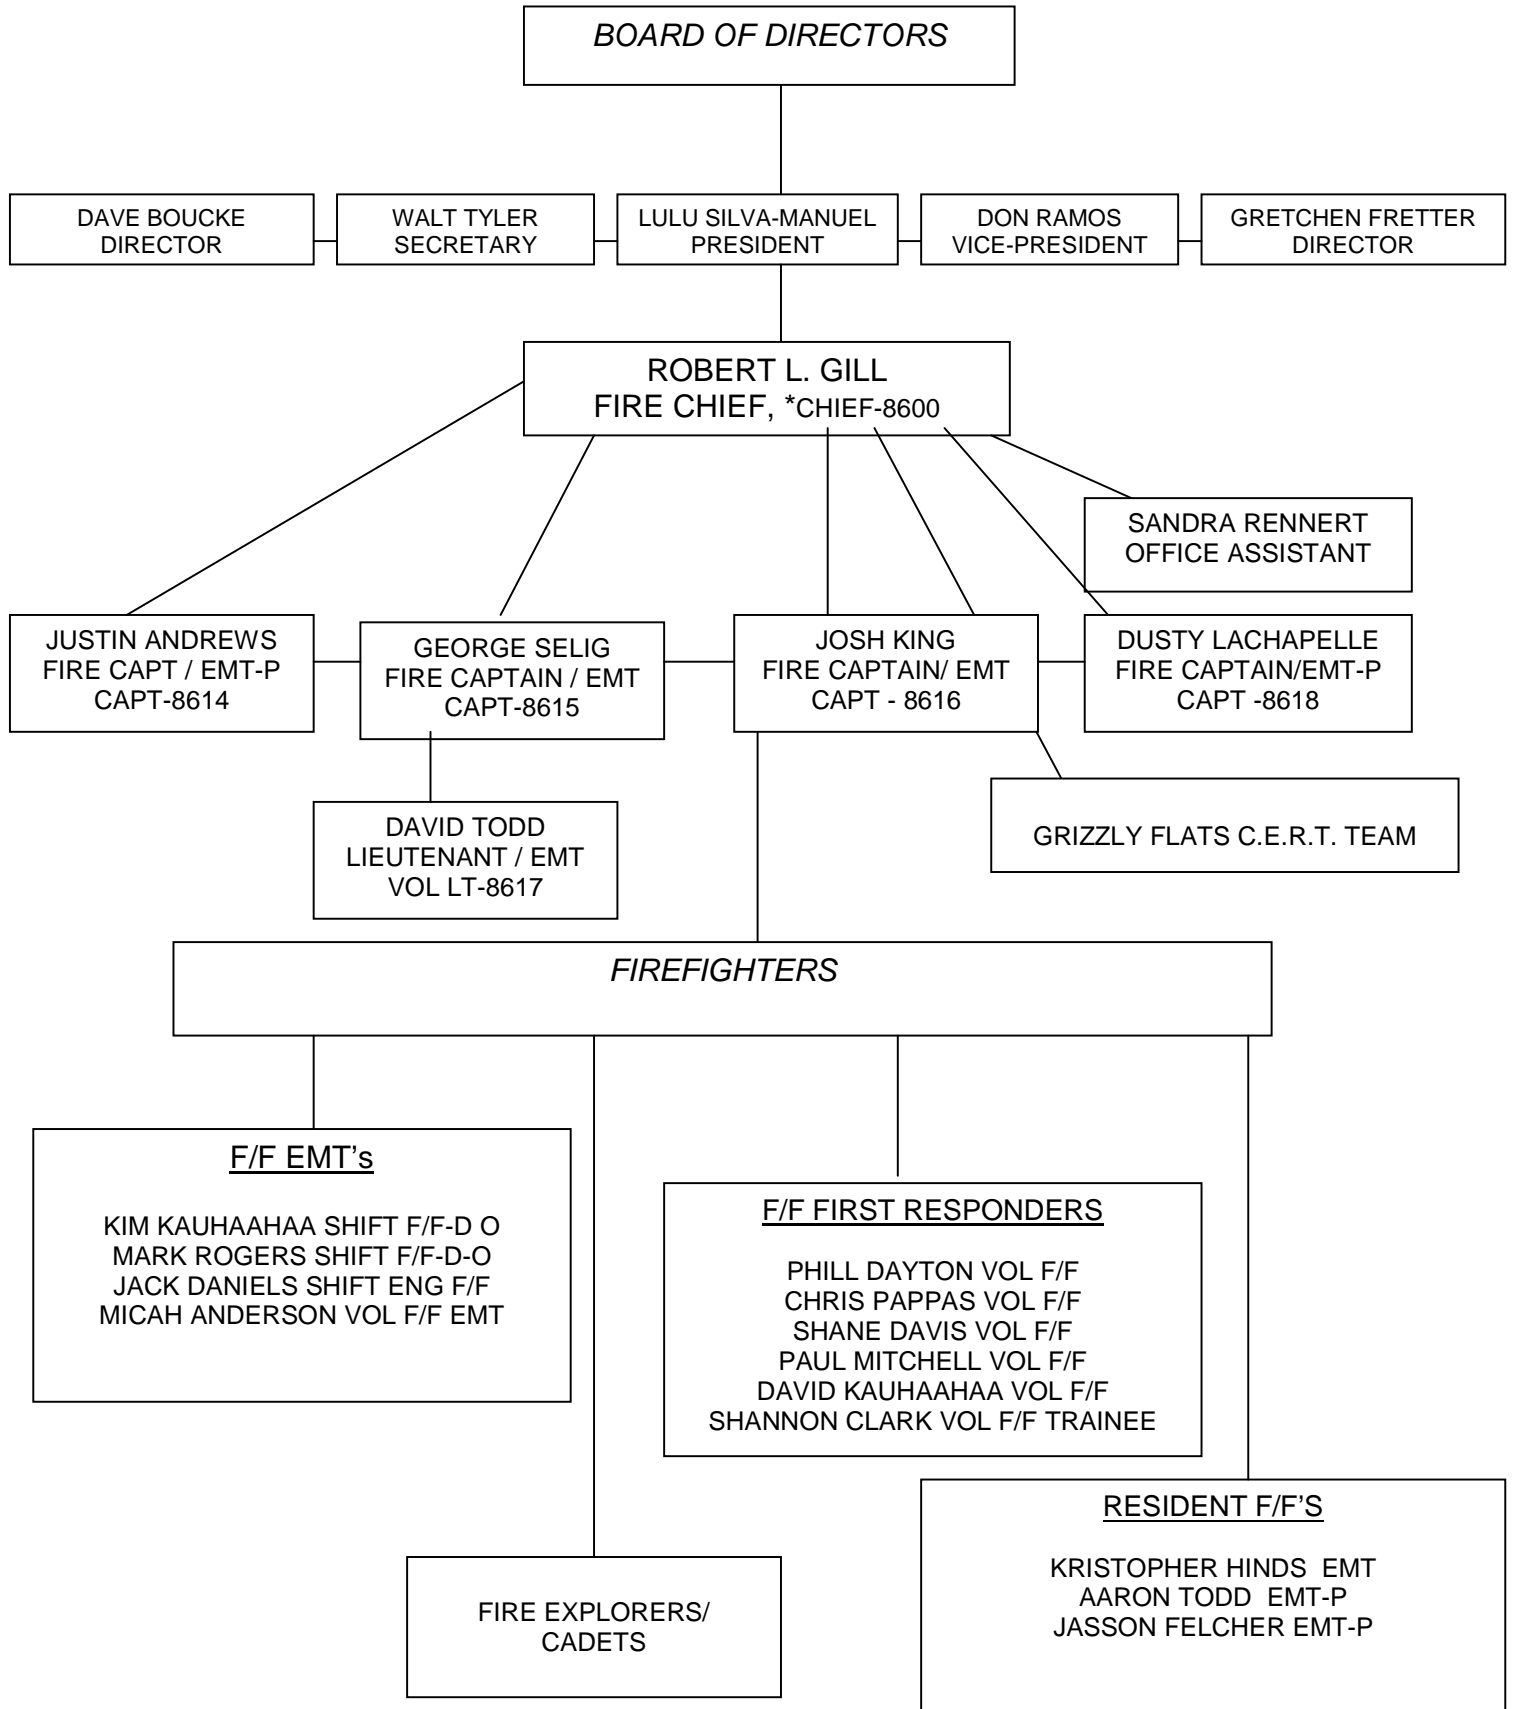 BOARD OF DIRECTORS
DAVE BOUCKE
DIRECTOR
WALT TYLER
SECRETARY
LULU SILVA-MANUEL
PRESIDENT
DON RAMOS
VICE-PRESIDENT
GRETCHEN FRETTER
DIRECTOR
ROBERT L. GILL
FIRE CHIEF, *CHIEF-8600
SANDRA RENNERT
OFFICE ASSISTANT
JUSTIN ANDREWS
FIRE CAPT / EMT-P
CAPT-8614
GEORGE SELIG
FIRE CAPTAIN / EMT
CAPT-8615
JOSH KING
FIRE CAPTAIN/ EMT
CAPT - 8616
DUSTY LACHAPELLE
FIRE CAPTAIN/EMT-P
CAPT -8618
DAVID TODD
LIEUTENANT / EMT
VOL LT-8617
GRIZZLY FLATS C.E.R.T. TEAM
FIREFIGHTERS
F/F EMT’s
KIM KAUHAAHAA SHIFT F/F-D O
MARK ROGERS SHIFT F/F-D-O
JACK DANIELS SHIFT ENG F/F
MICAH ANDERSON VOL F/F EMT
F/F FIRST RESPONDERS
PHILL DAYTON VOL F/F
CHRIS PAPPAS VOL F/F
SHANE DAVIS VOL F/F
PAUL MITCHELL VOL F/F
DAVID KAUHAAHAA VOL F/F
SHANNON CLARK VOL F/F TRAINEE
FIRE EXPLORERS/
CADETS
RESIDENT F/F’S
KRISTOPHER HINDS  EMT
AARON TODD  EMT-P
JASSON FELCHER EMT-P